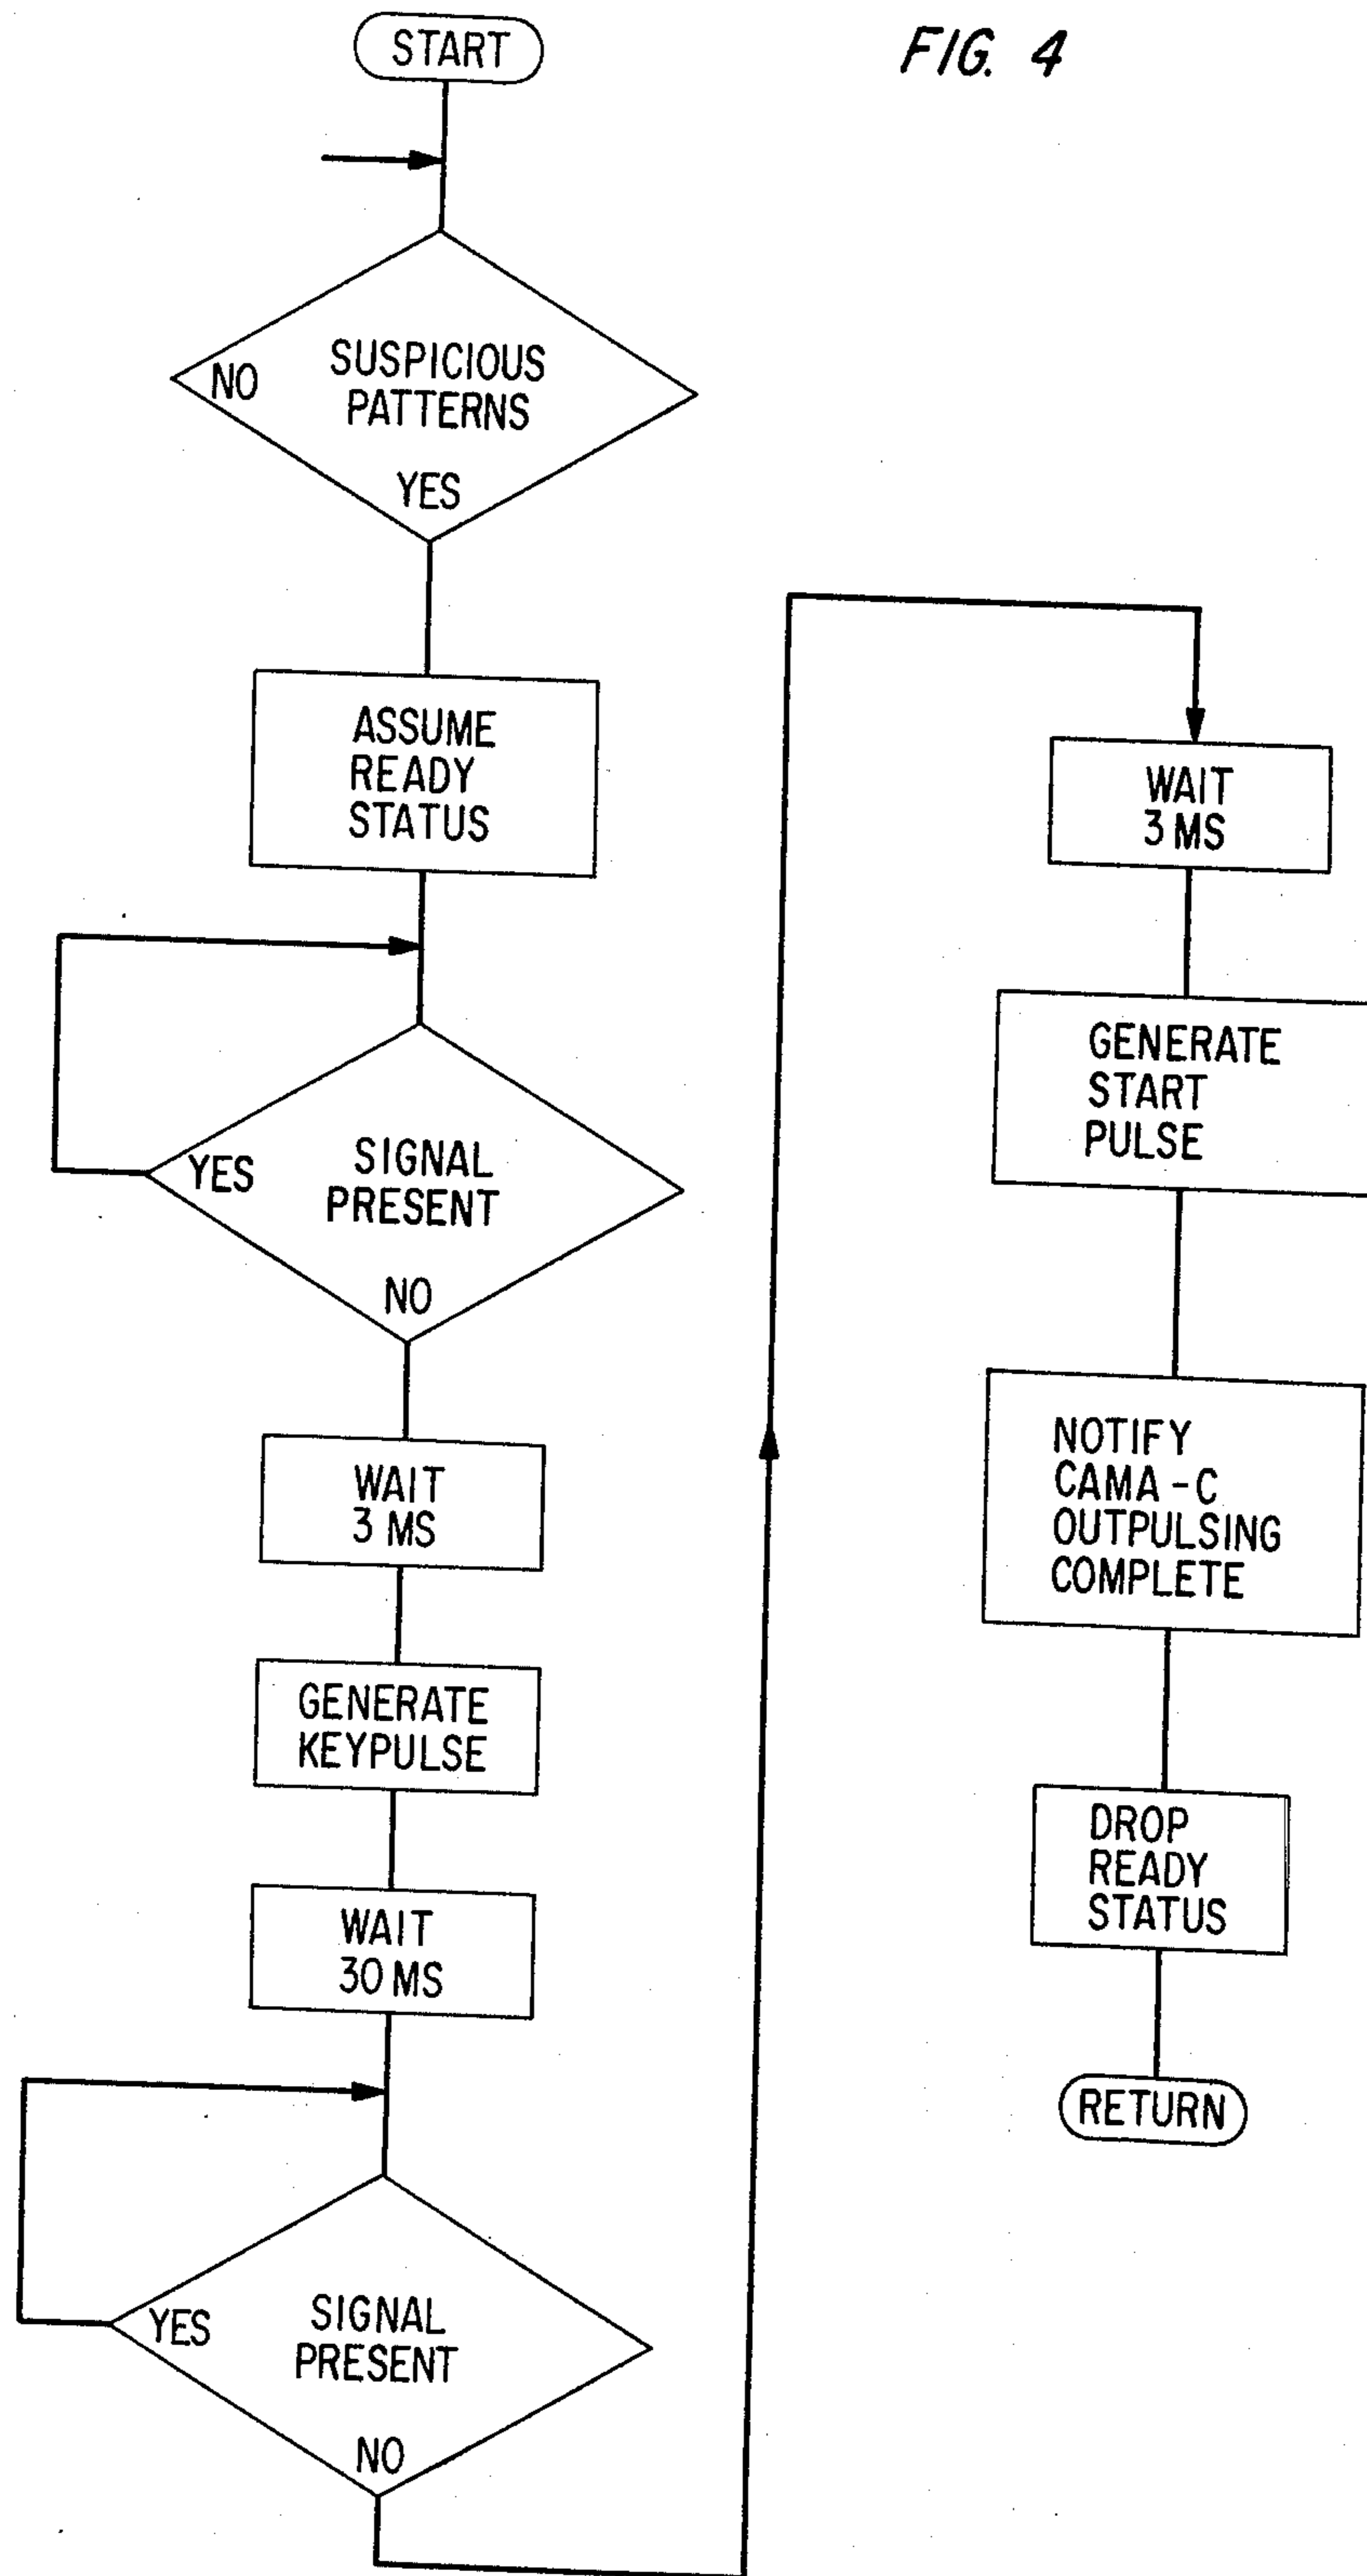 FIG. 4
START
SUSPICIOUS
PATTERNS
NO
YES
ASSUME
READY
STATUS
SIGNAL
PRESENT
YES
NO
WAIT
3 MS
GENERATE
KEYPULSE
WAIT
30 MS
SIGNAL
PRESENT
YES
NO
WAIT
3 MS
GENERATE
START
PULSE
NOTIFY
CAMA-C
OUTPULSING
COMPLETE
DROP
READY
STATUS
RETURN